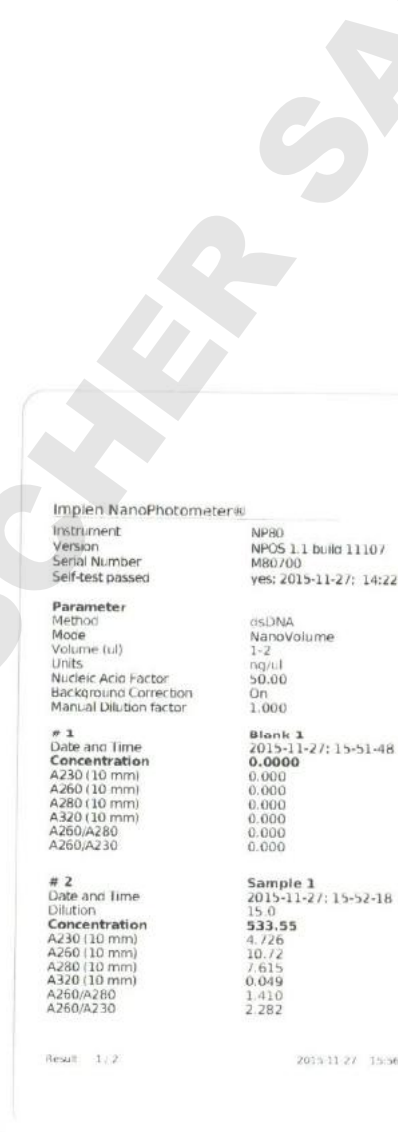 SCHER SA
Implen NanoPhotometer®
Instrument NP80
Version NPOS 1.1 build 11107
Serial Number M80700
Self-test passed yes; 2015-11-27; 14:22
Parameter
Method dsDNA
Mode NanoVolume
Volume (ul) 1-2
Units ng/ul
Nucleic Acid Factor 50.00
Background Correction On
Manual Dilution factor 1.000
# 1 Blank 1
Date and Time 2015-11-27; 15-51-48
Concentration 0.0000
A230 (10 mm) 0.000
A260 (10 mm) 0.000
A280 (10 mm) 0.000
A320 (10 mm) 0.000
A260/A280 0.000
A260/A230 0.000
# 2 Sample 1
Date and Time 2015-11-27; 15-52-18
Dilution 15.0
Concentration 533.55
A230 (10 mm) 4.726
A260 (10 mm) 10.72
A280 (10 mm) 7.615
A320 (10 mm) 0.049
A260/A280 1.410
A260/A230 2.282
Result 1 / 2 2015-11-27 15:56